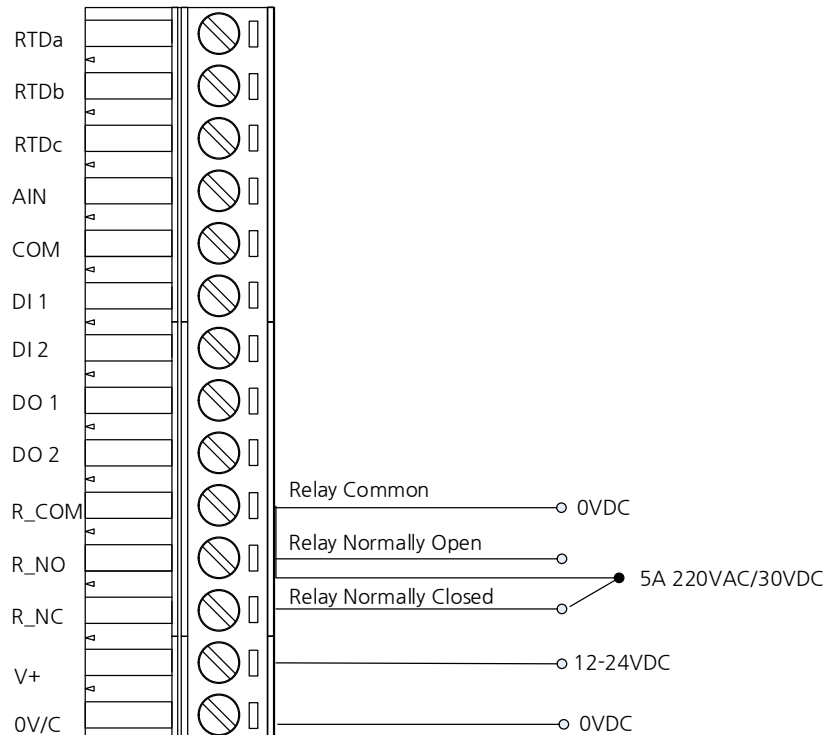 RTDa
RTDb
RTDc
AIN
COM
DI 1
DI 2
DO 1
DO 2
R_COM
Relay Common
0VDC
R_NO
Relay Normally Open
5A 220VAC/30VDC
R_NC
Relay Normally Closed
V+
12-24VDC
0V/C
0VDC